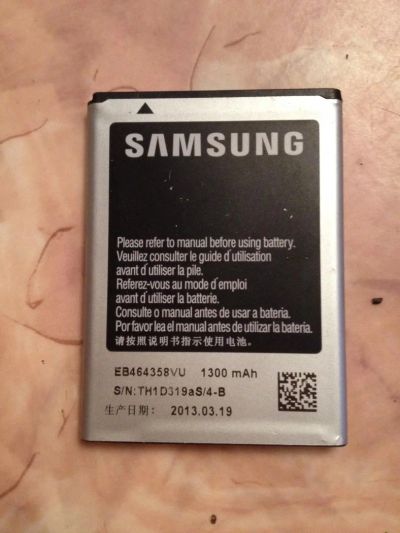 SAMSUNG
Please refer to manual before using battery.
Veuillez consulter le guide d'utilisation
avant d'utiliser la pile.
Referez-vous au mode d'emploi
avant d'utiliser la batterie.
Consulte o manual antes de usar a bateria.
Por favor lea el manual antes de utilizar la bateria.
请按照说明书指示使用电池。
EB464358VU 1300 mAh
S/N:TH1D319aS/4-B
生产日期: 2013.03.19